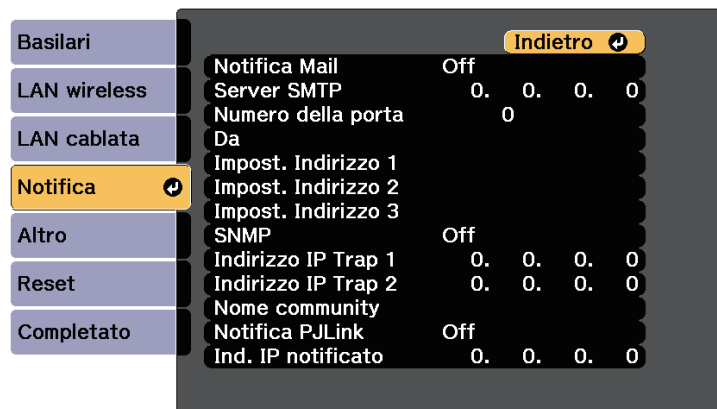 Basilari
LAN wireless
LAN cablata
Notifica
Altro
Reset
Completato
Indietro
Notifica Mail Off
Server SMTP 0. 0. 0. 0
Numero della porta 0
Da
Impost. Indirizzo 1
Impost. Indirizzo 2
Impost. Indirizzo 3
SNMP Off
Indirizzo IP Trap 1 0. 0. 0. 0
Indirizzo IP Trap 2 0. 0. 0. 0
Nome community
Notifica PJLink Off
Ind. IP notificato 0. 0. 0. 0